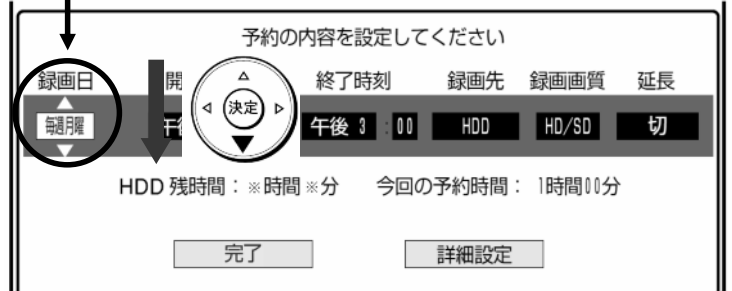 予約の内容を設定してください
録画日 開 終了時刻 録画先 録画画質 延長
毎週月曜 午後 決定 午後 3 : 00 HDD HD/SD 切
HDD 残時間：※時間※分 今回の予約時間： 1時間00分
完了 詳細設定